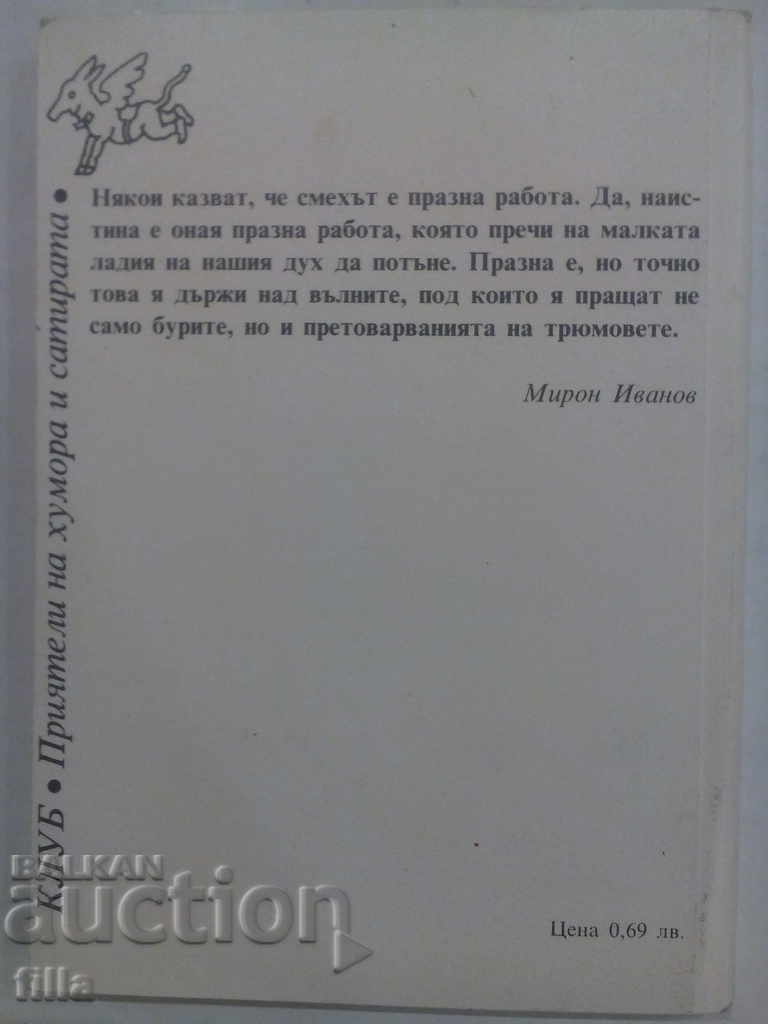 Някои казват, че смехът е празна работа. Да, наис-
тина е оная празна работа, която пречи на малката
ладия на нашия дух да потъне. Празна е, но точно
това я държи над вълните, под които я пращат не
само бурите, но и претоварванията на трюмовете.
Мирон Иванов
КЛУБ • Приятели на хумора и сатирата •
Цена 0,69 лв.
BALKAN
auction
filla